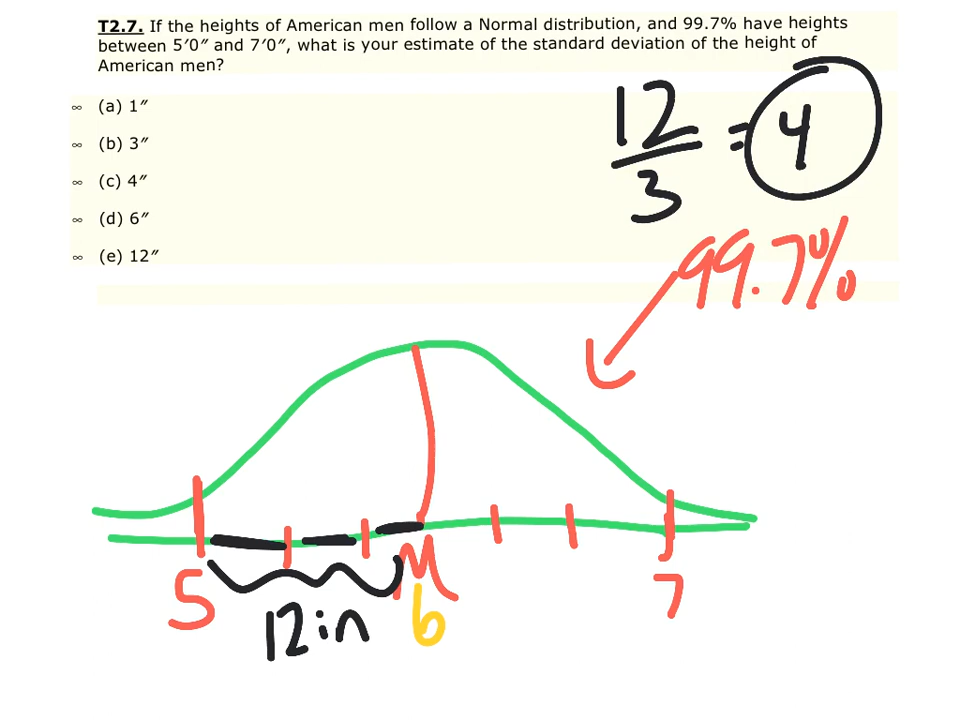 T2.7. If the heights of American men follow a Normal distribution, and 99.7% have heights
between 5′0″ and 7′0″, what is your estimate of the standard deviation of the height of
American men?
∞ (a) 1″
∞ (b) 3″
∞ (c) 4″
∞ (d) 6″
∞ (e) 12″
12/3 = 4
99.7%
5 M 7
12in 6